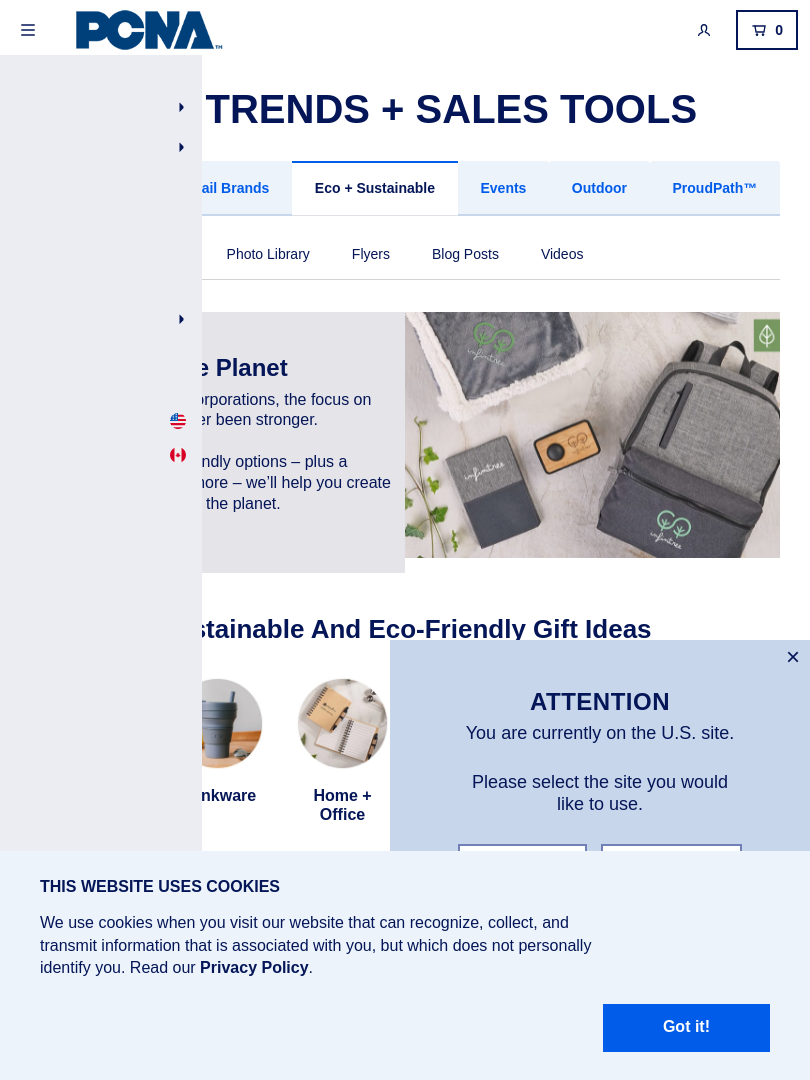 PCNA™
0
TRENDS + SALES TOOLS
ail Brands
Eco + Sustainable
Events
Outdoor
ProudPath™
Photo Library
Flyers
Blog Posts
Videos
e Planet
orporations, the focus on
er been stronger.
ndly options – plus a
more – we'll help you create
the planet.
infinitree
infinitree
infinitree
stainable And Eco-Friendly Gift Ideas
nkware
Home +
Office
×
ATTENTION
You are currently on the U.S. site.
Please select the site you would
like to use.
THIS WEBSITE USES COOKIES
We use cookies when you visit our website that can recognize, collect, and
transmit information that is associated with you, but which does not personally
identify you. Read our Privacy Policy.
Got it!